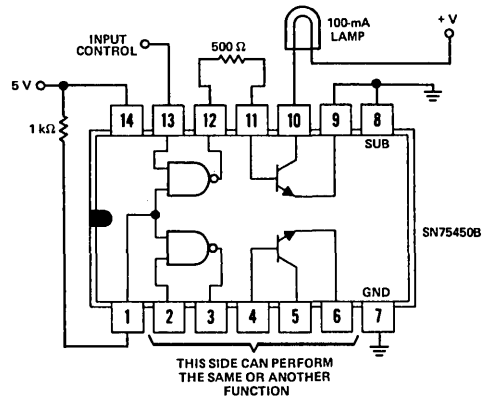 100-mA
LAMP
+ V
INPUT
CONTROL
500 Ω
5 V
1 kΩ
14 13 12 11 10 9 8
SUB
SN75450B
GND
1 2 3 4 5 6 7
THIS SIDE CAN PERFORM
THE SAME OR ANOTHER
FUNCTION